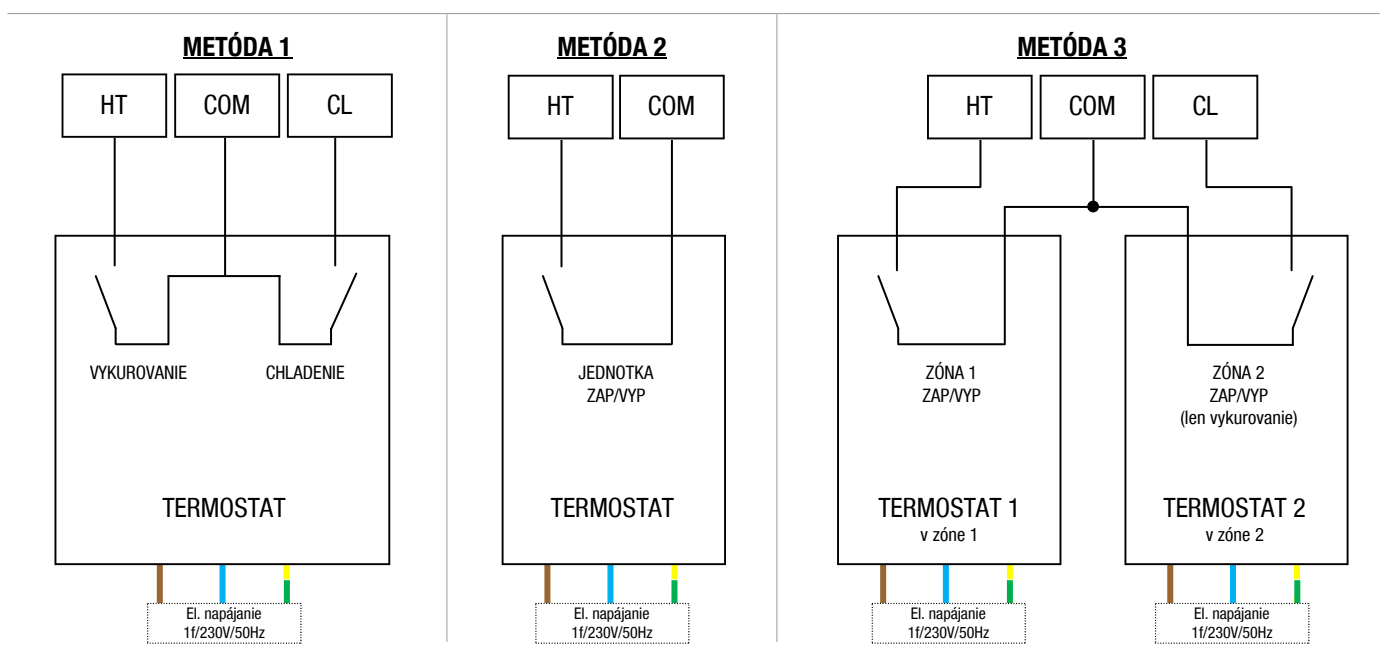 METÓDA 1
HT
COM
CL
VYKUROVANIE
CHLADENIE
TERMOSTAT
El. napájanie
1f/230V/50Hz
METÓDA 2
HT
COM
JEDNOTKA
ZAP/VYP
TERMOSTAT
El. napájanie
1f/230V/50Hz
METÓDA 3
HT
COM
CL
ZÓNA 1
ZAP/VYP
TERMOSTAT 1
v zóne 1
El. napájanie
1f/230V/50Hz
ZÓNA 2
ZAP/VYP
(len vykurovanie)
TERMOSTAT 2
v zóne 2
El. napájanie
1f/230V/50Hz